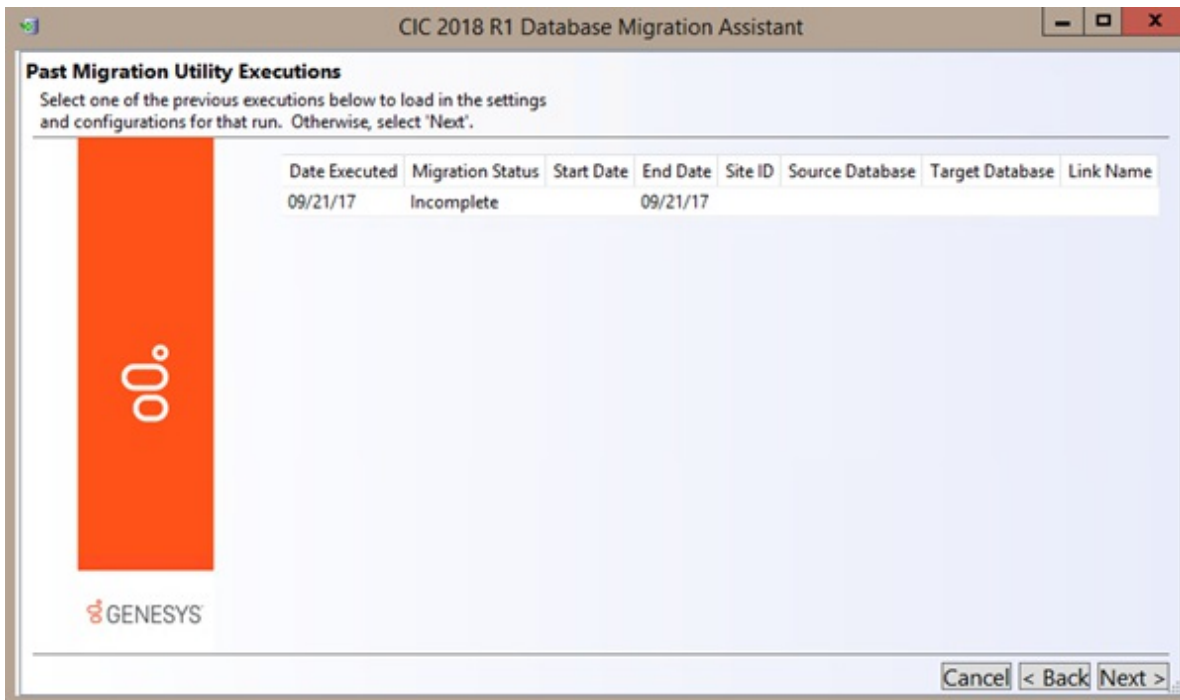 CIC 2018 R1 Database Migration Assistant
Past Migration Utility Executions
Select one of the previous executions below to load in the settings
and configurations for that run. Otherwise, select 'Next'.
Date Executed Migration Status Start Date End Date Site ID Source Database Target Database Link Name
09/21/17 Incomplete 09/21/17
GENESYS
Cancel < Back Next >